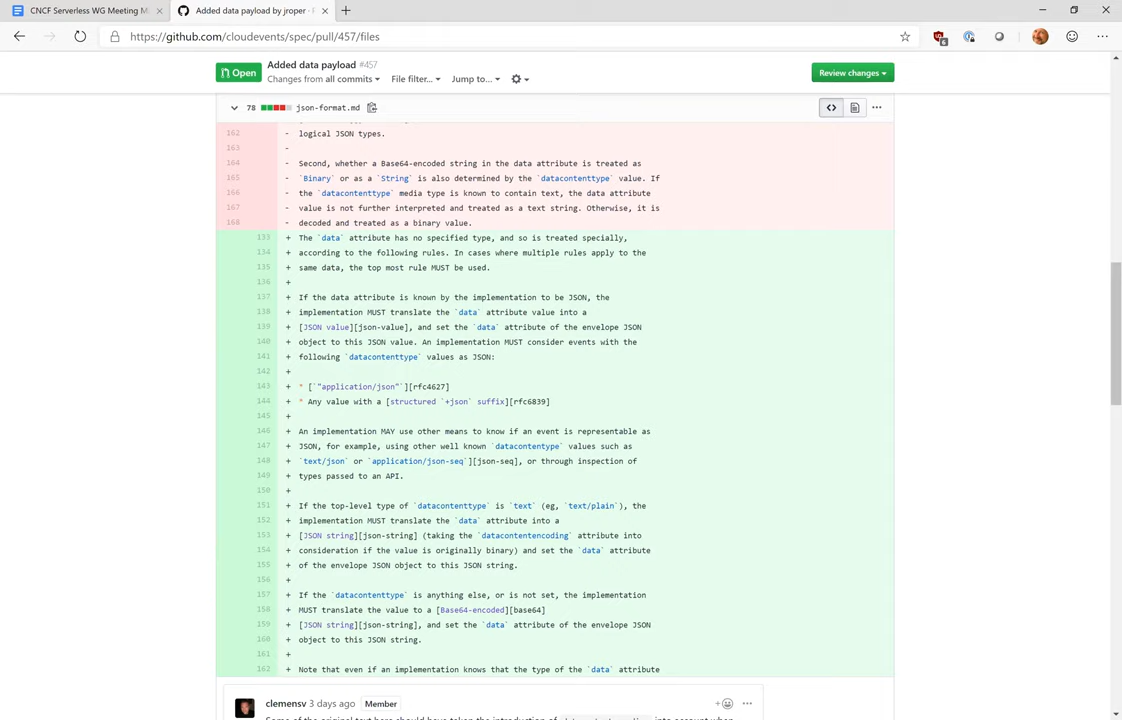 CNCF Serverless WG Meeting M
Added data payload by jroper · P
https://github.com/cloudevents/spec/pull/457/files
6
Open
Added data payload #457
Changes from all commits
File filter...
Jump to...
Review changes
78 json-format.md
162 - logical JSON types.
163 -
164 - Second, whether a Base64-encoded string in the data attribute is treated as
165 - `Binary` or as a `String` is also determined by the `datacontenttype` value. If
166 - the `datacontenttype` media type is known to contain text, the data attribute
167 - value is not further interpreted and treated as a text string. Otherwise, it is
168 - decoded and treated as a binary value.
133 + The `data` attribute has no specified type, and so is treated specially,
134 + according to the following rules. In cases where multiple rules apply to the
135 + same data, the top most rule MUST be used.
136 +
137 + If the data attribute is known by the implementation to be JSON, the
138 + implementation MUST translate the `data` attribute value into a
139 + [JSON value][json-value], and set the `data` attribute of the envelope JSON
140 + object to this JSON value. An implementation MUST consider events with the
141 + following `datacontenttype` values as JSON:
142 +
143 + * [`"application/json"`][rfc4627]
144 + * Any value with a [structured `+json` suffix][rfc6839]
145 +
146 + An implementation MAY use other means to know if an event is representable as
147 + JSON, for example, using other well known `datacontentype` values such as
148 + `text/json` or `application/json-seq`][json-seq], or through inspection of
149 + types passed to an API.
150 +
151 + If the top-level type of `datacontenttype` is `text` (eg, `text/plain`), the
152 + implementation MUST translate the `data` attribute into a
153 + [JSON string][json-string] (taking the `datacontentencoding` attribute into
154 + consideration if the value is originally binary) and set the `data` attribute
155 + of the envelope JSON object to this JSON string.
156 +
157 + If the `datacontenttype` is anything else, or is not set, the implementation
158 + MUST translate the value to a [Base64-encoded][base64]
159 + [JSON string][json-string], and set the `data` attribute of the envelope JSON
160 + object to this JSON string.
161 +
162 + Note that even if an implementation knows that the type of the `data` attribute
clemensv 3 days ago Member
Some of the original text here should have taken the introduction of into account when